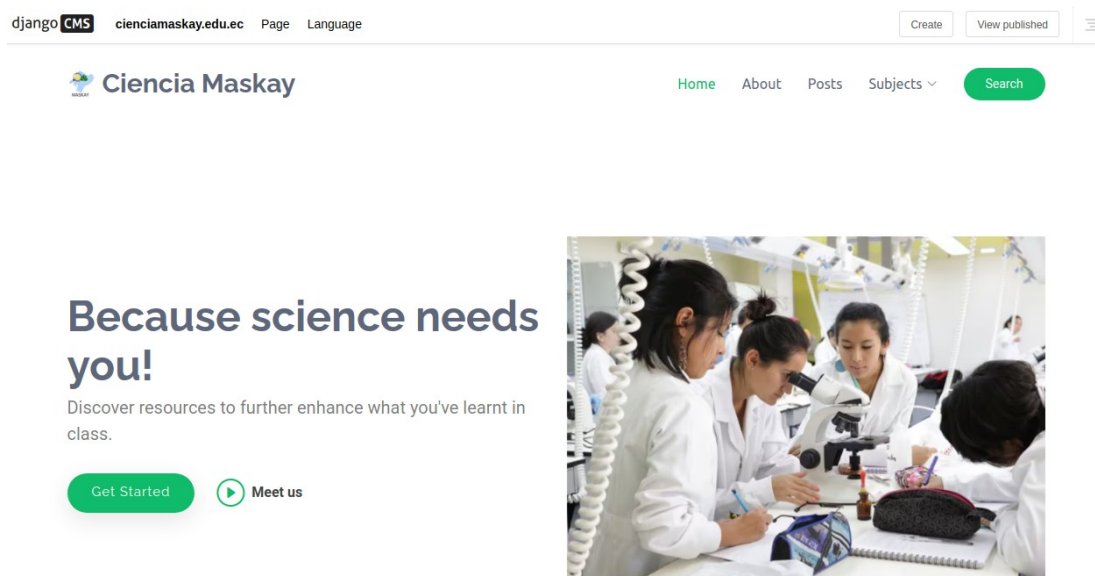 django CMS cienciamaskay.edu.ec Page Language Create View published
MASKAY Ciencia Maskay Home About Posts Subjects Search
Because science needs
you!
Discover resources to further enhance what you've learnt in
class.
Get Started Meet us